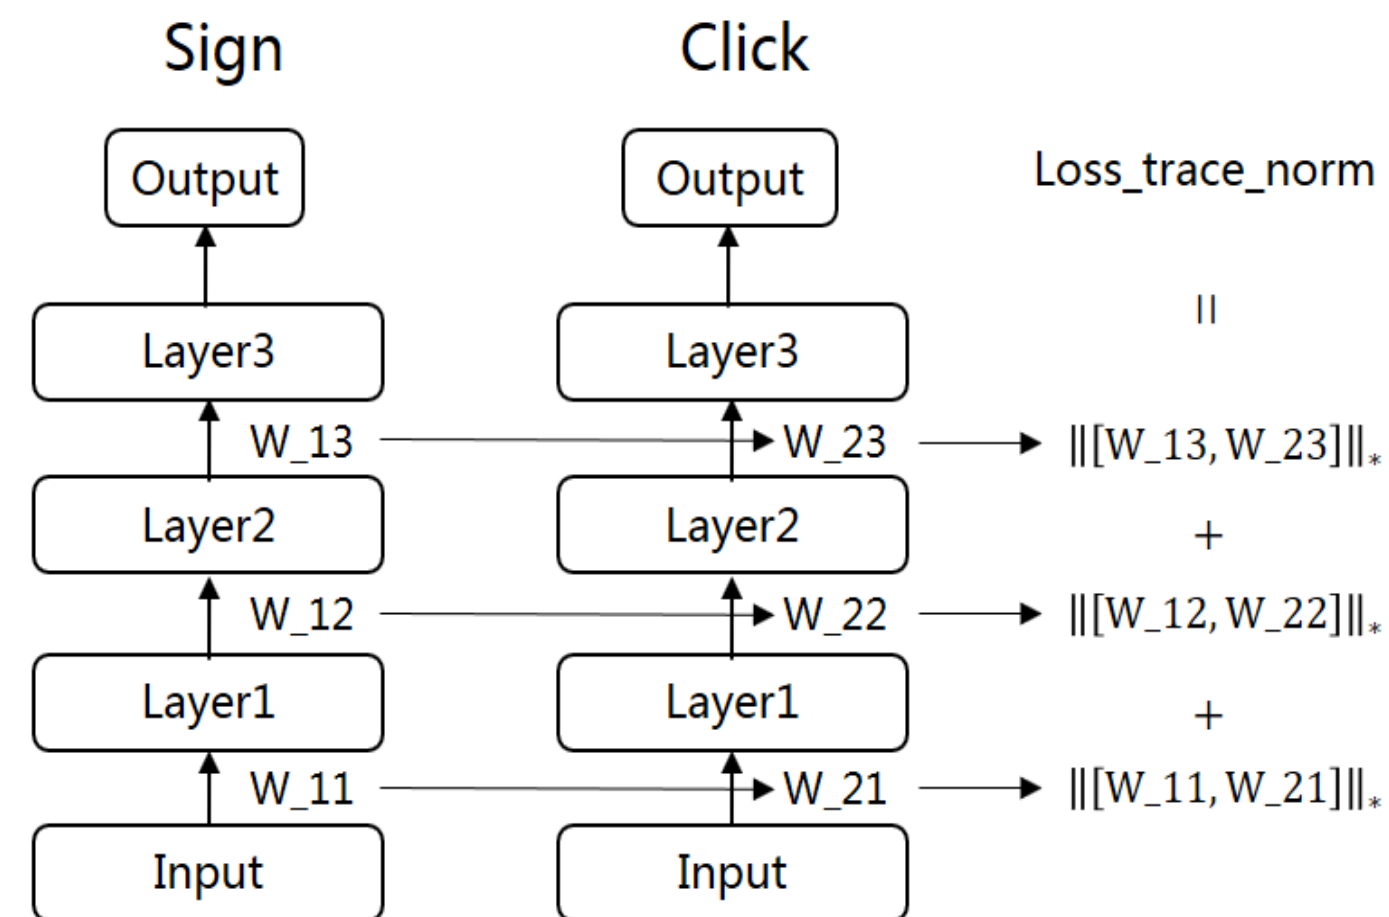 Sign Click
Output Output Loss_trace_norm
=
Layer3 Layer3
W_13 W_23 ||[W_13, W_23]||*
+
Layer2 Layer2
W_12 W_22 ||[W_12, W_22]||*
+
Layer1 Layer1
W_11 W_21 ||[W_11, W_21]||*
Input Input